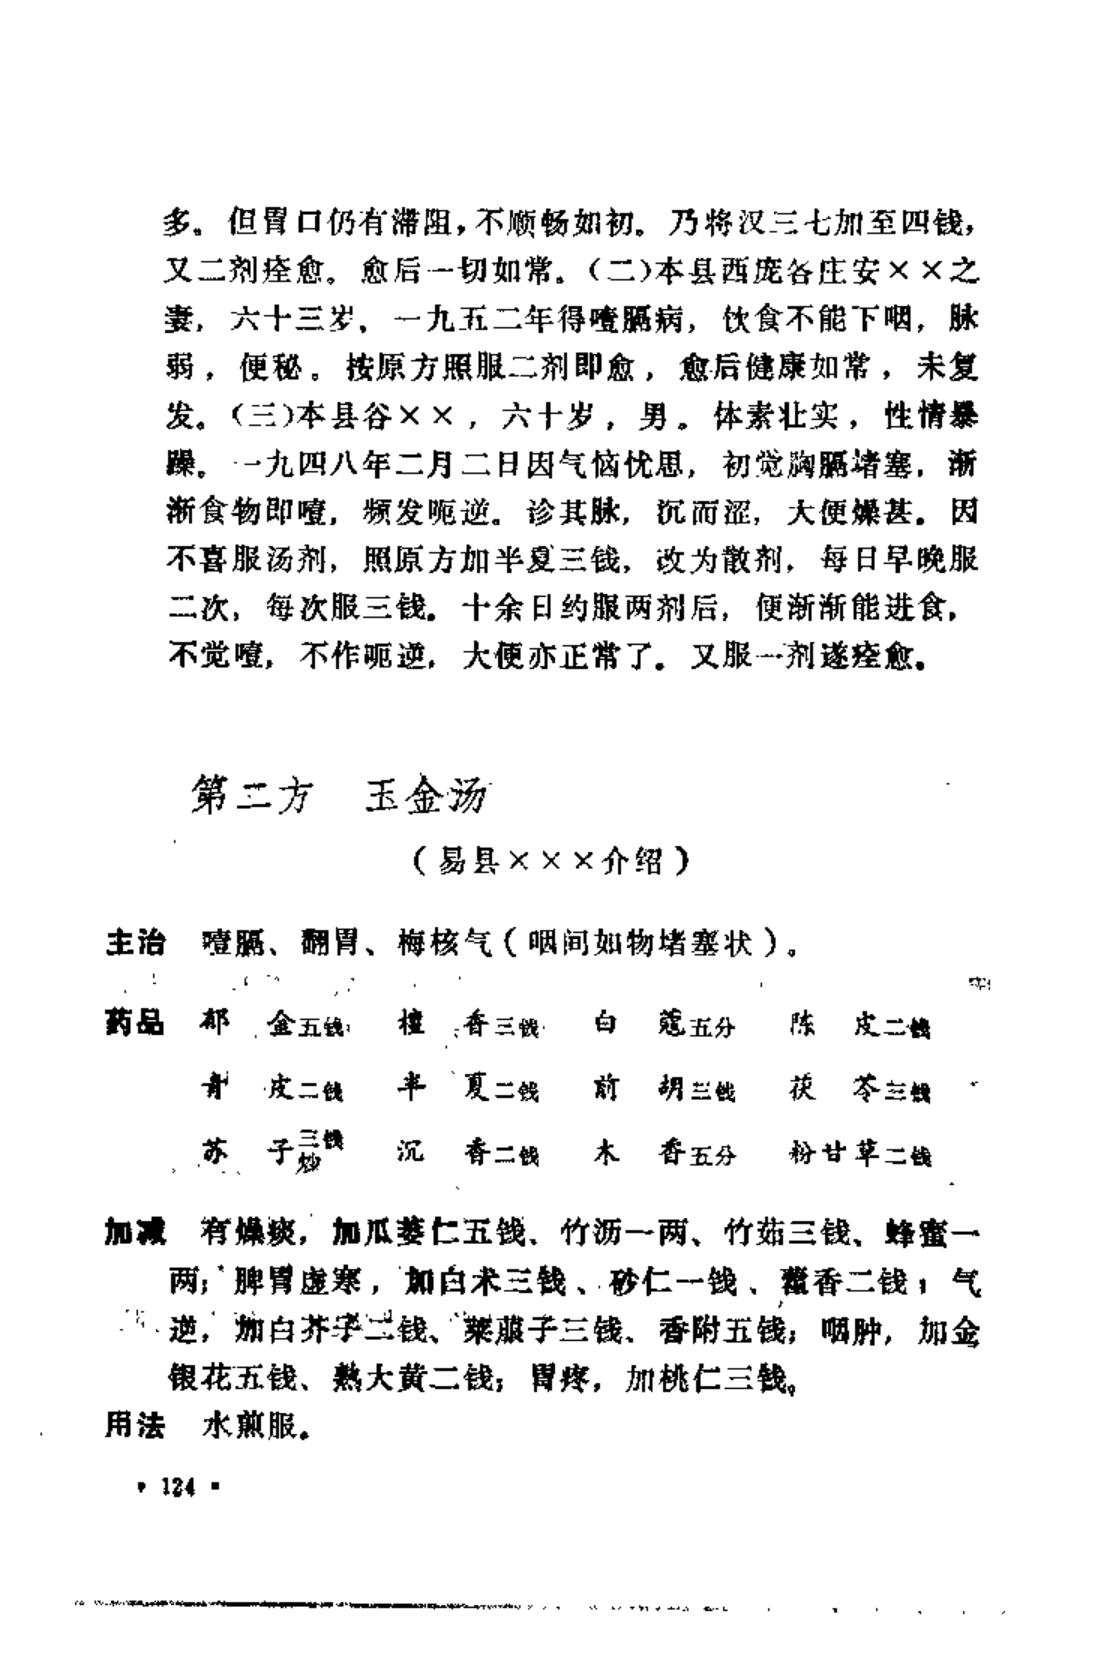 多。但胃口仍有滞阻，不顺畅如初。乃将汉三七加至四钱，
又二剂痊愈。愈后一切如常。（二）本县西庞各庄安××之
妻，六十三岁，一九五二年得噎膈病，饮食不能下咽，脉
弱，便秘。按原方照服二剂即愈，愈后健康如常，未复
发。（三）本县谷××，六十岁，男。体素壮实，性情暴
躁。一九四八年二月二日因气恼忧思，初觉胸膈堵塞，渐
渐食物即噎，频发呃逆。诊其脉，沉而涩，大便燥甚。因
不喜服汤剂，照原方加半夏三钱，改为散剂，每日早晚服
二次，每次服三钱。十余日约服两剂后，便渐渐能进食，
不觉噎，不作呃逆，大便亦正常了。又服一剂遂痊愈。
第二方 玉金汤
（易县×××介绍）
主治 噎膈、翻胃、梅核气（咽间如物堵塞状）。
药品 郁 金五钱 檀 香三钱 白 蔻五分 陈 皮二钱
青 皮二钱 半 夏二钱 前 胡三钱 茯 苓三钱
苏 子三钱炒 沉 香二钱 木 香五分 粉甘草二钱
加减 有燥痰，加瓜蒌仁五钱、竹沥一两、竹茹三钱、蜂蜜一
两；脾胃虚寒，加白术三钱、砂仁一钱、藿香二钱；气
逆，加白芥子二钱、莱菔子三钱、香附五钱；咽肿，加金
银花五钱、熟大黄二钱；胃疼，加桃仁三钱。
用法 水煎服。
· 124 ·